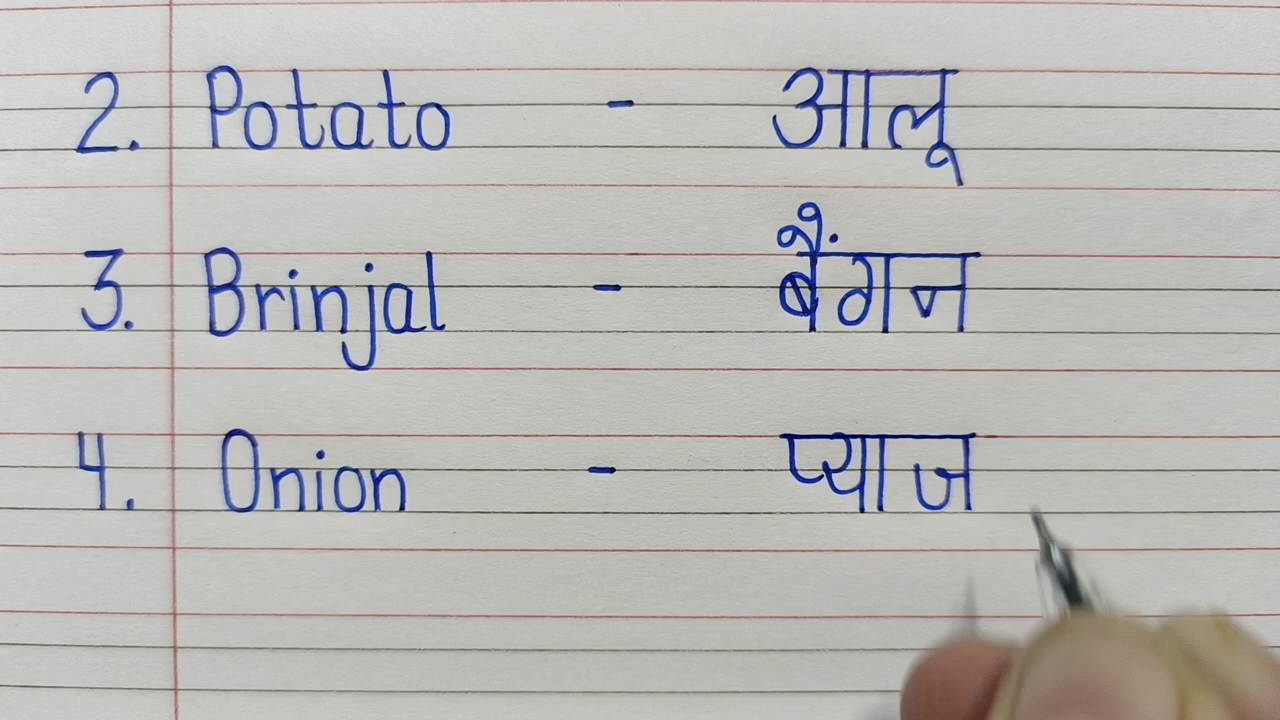 2. Potato - आलू
3. Brinjal - बैंगन
4. Onion - प्याज